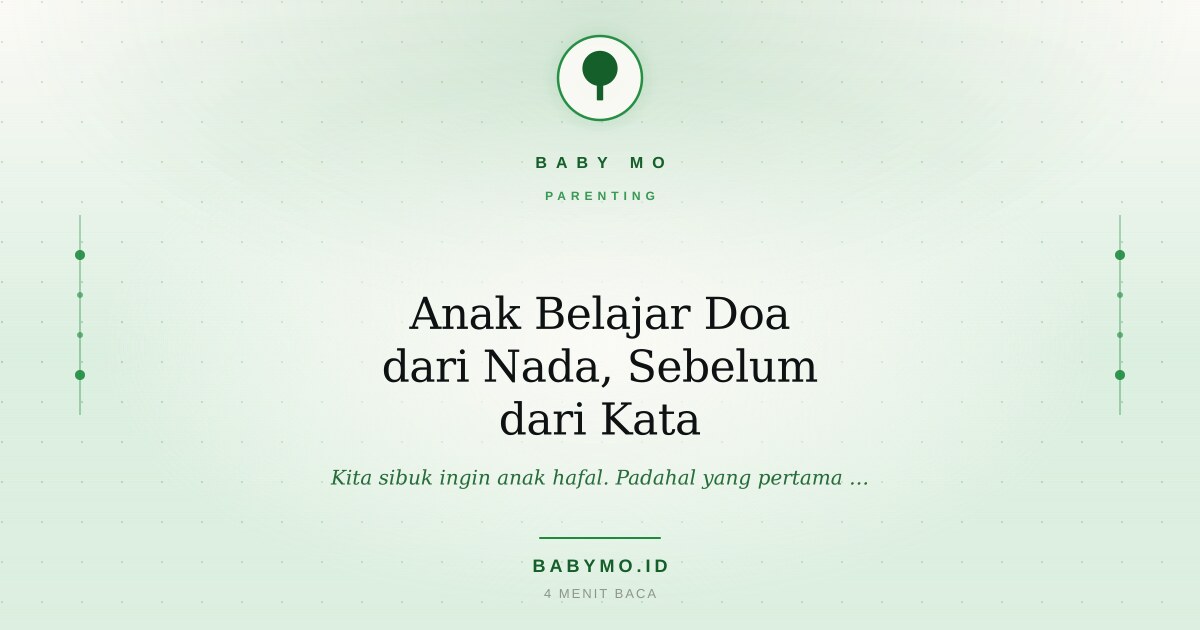 BABY MO
PARENTING
Anak Belajar Doa
dari Nada, Sebelum
dari Kata
Kita sibuk ingin anak hafal. Padahal yang pertama ...
BABYMO.ID
4 MENIT BACA